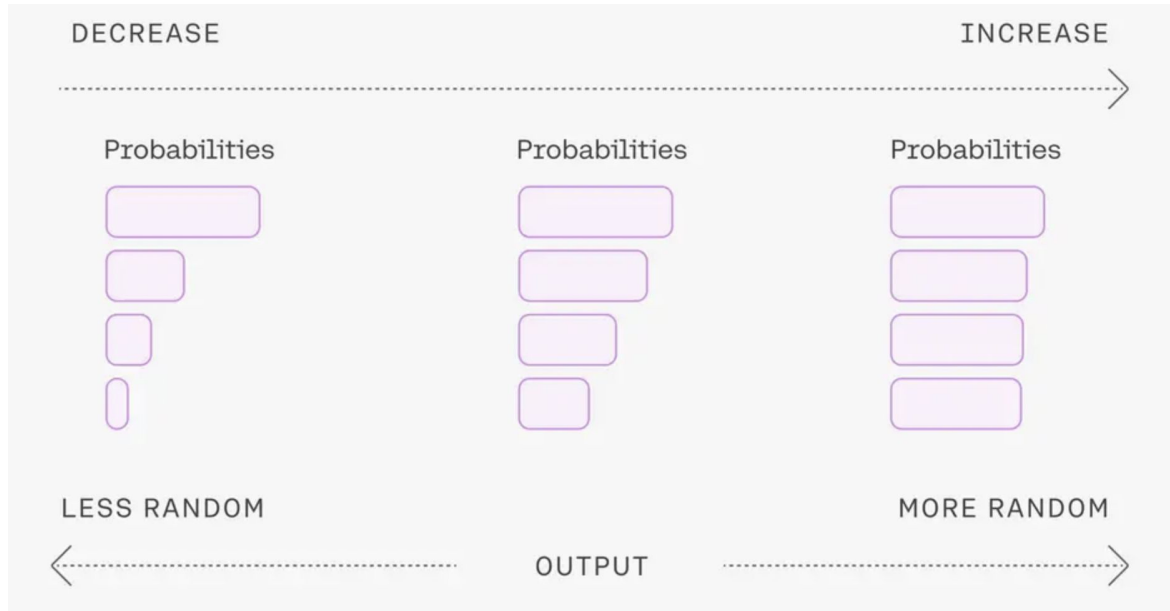 DECREASE
INCREASE
Probabilities
Probabilities
Probabilities
LESS RANDOM
MORE RANDOM
OUTPUT